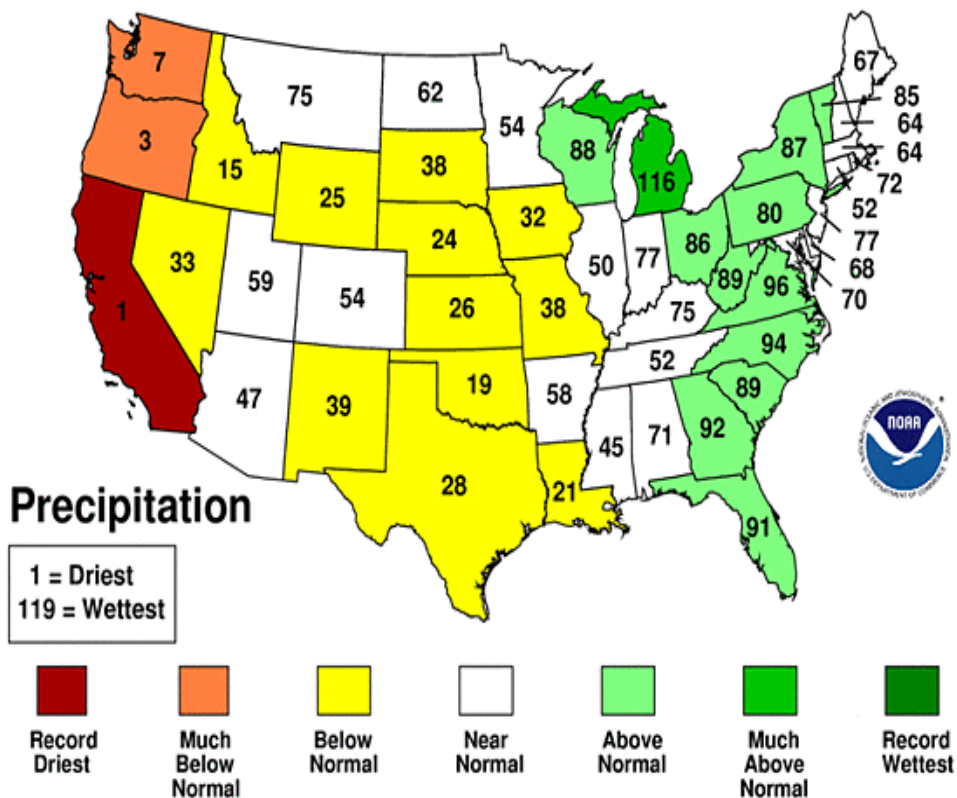 7
75
62
54
67
3
15
25
38
88
116
87
85
64
64
72
52
77
68
70
33
24
32
80
1
59
54
26
38
50
77
86
89
96
75
47
39
19
58
52
94
89
45
71
92
28
21
91
NOAA
Precipitation
1 = Driest
119 = Wettest
Record
Driest
Much
Below
Normal
Below
Normal
Near
Normal
Above
Normal
Much
Above
Normal
Record
Wettest